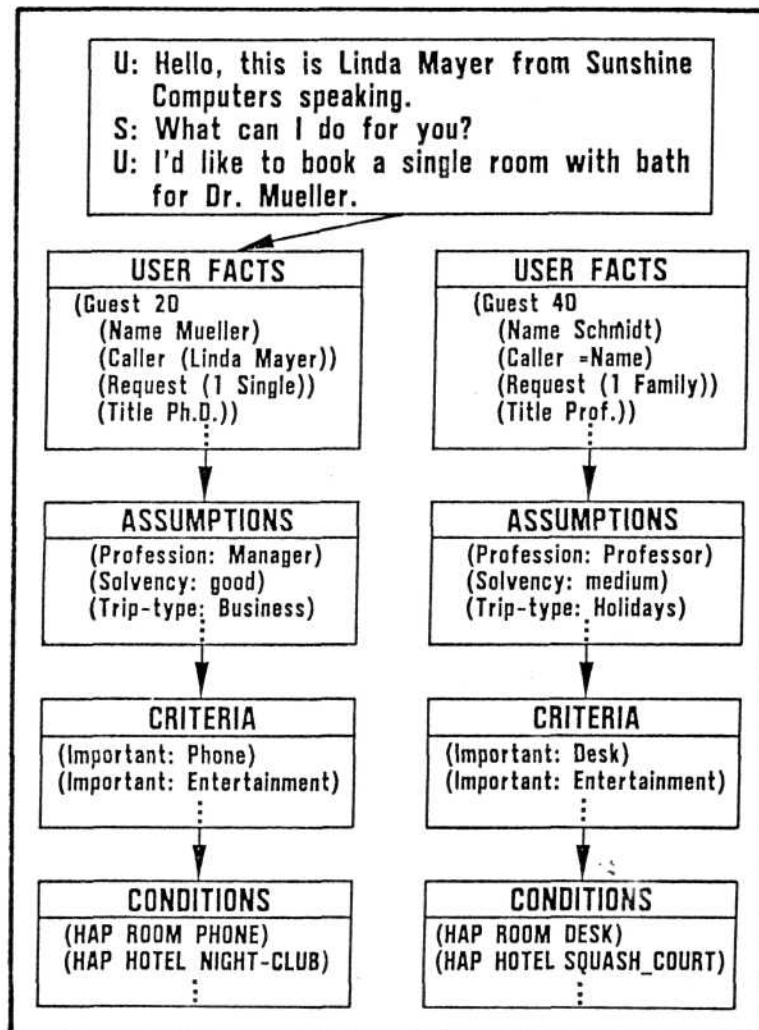 U: Hello, this is Linda Mayer from Sunshine
Computers speaking.
S: What can I do for you?
U: I'd like to book a single room with bath
for Dr. Mueller.
USER FACTS
(Guest 20
(Name Mueller)
(Caller (Linda Mayer))
(Request (1 Single))
(Title Ph.D.))
ASSUMPTIONS
(Profession: Manager)
(Solvency: good)
(Trip-type: Business)
CRITERIA
(Important: Phone)
(Important: Entertainment)
CONDITIONS
(HAP ROOM PHONE)
(HAP HOTEL NIGHT-CLUB)
USER FACTS
(Guest 40
(Name Schmidt)
(Caller =Name)
(Request (1 Family))
(Title Prof.))
ASSUMPTIONS
(Profession: Professor)
(Solvency: medium)
(Trip-type: Holidays)
CRITERIA
(Important: Desk)
(Important: Entertainment)
CONDITIONS
(HAP ROOM DESK)
(HAP HOTEL SQUASH_COURT)